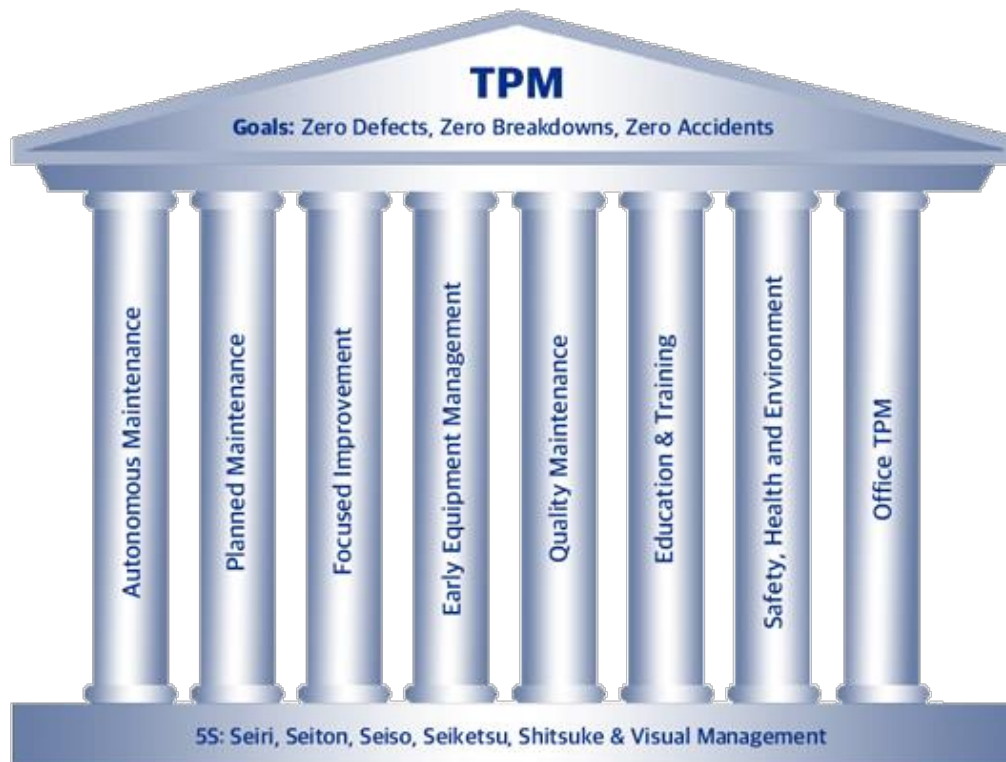 TPM
Goals: Zero Defects, Zero Breakdowns, Zero Accidents
Autonomous Maintenance
Planned Maintenance
Focused Improvement
Early Equipment Management
Quality Maintenance
Education & Training
Safety, Health and Environment
Office TPM
5S: Seiri, Seiton, Seiso, Seiketsu, Shitsuke & Visual Management